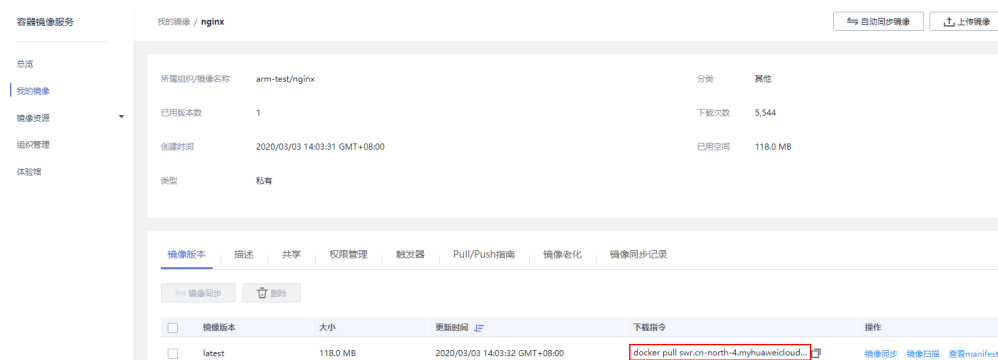 容器镜像服务
我的镜像 / nginx
自动同步镜像
上传镜像
总览
我的镜像
镜像资源
组织管理
体验馆
所属组织/镜像名称 arm-test/nginx 分类 其他
已用版本数 1 下载次数 5,544
创建时间 2020/03/03 14:03:31 GMT+08:00 已用空间 118.0 MB
类型 私有
镜像版本 描述 共享 权限管理 触发器 Pull/Push指南 镜像老化 镜像同步记录
镜像同步 删除
镜像版本 大小 更新时间 下载指令 操作
latest 118.0 MB 2020/03/03 14:03:32 GMT+08:00 docker pull swr.cn-north-4.myhuaweicloud... 镜像同步 镜像扫描 查看manifest